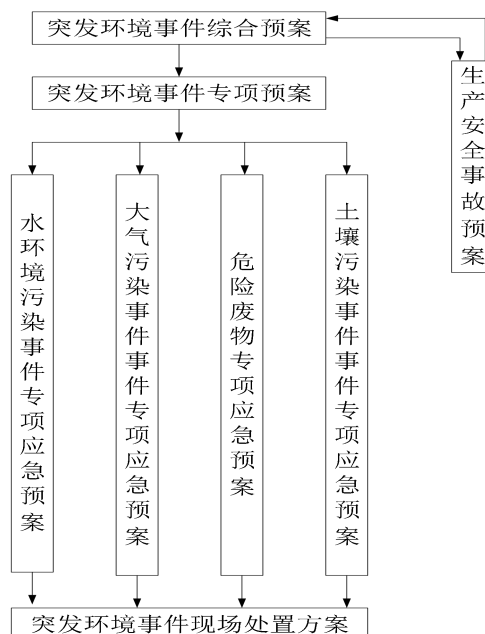 突发环境事件综合预案
生产安全事故预案
突发环境事件专项预案
水环境污染事件专项应急预案
大气污染事件事件专项应急预案
危险废物专项应急预案
土壤污染事件事件专项应急预案
突发环境事件现场处置方案